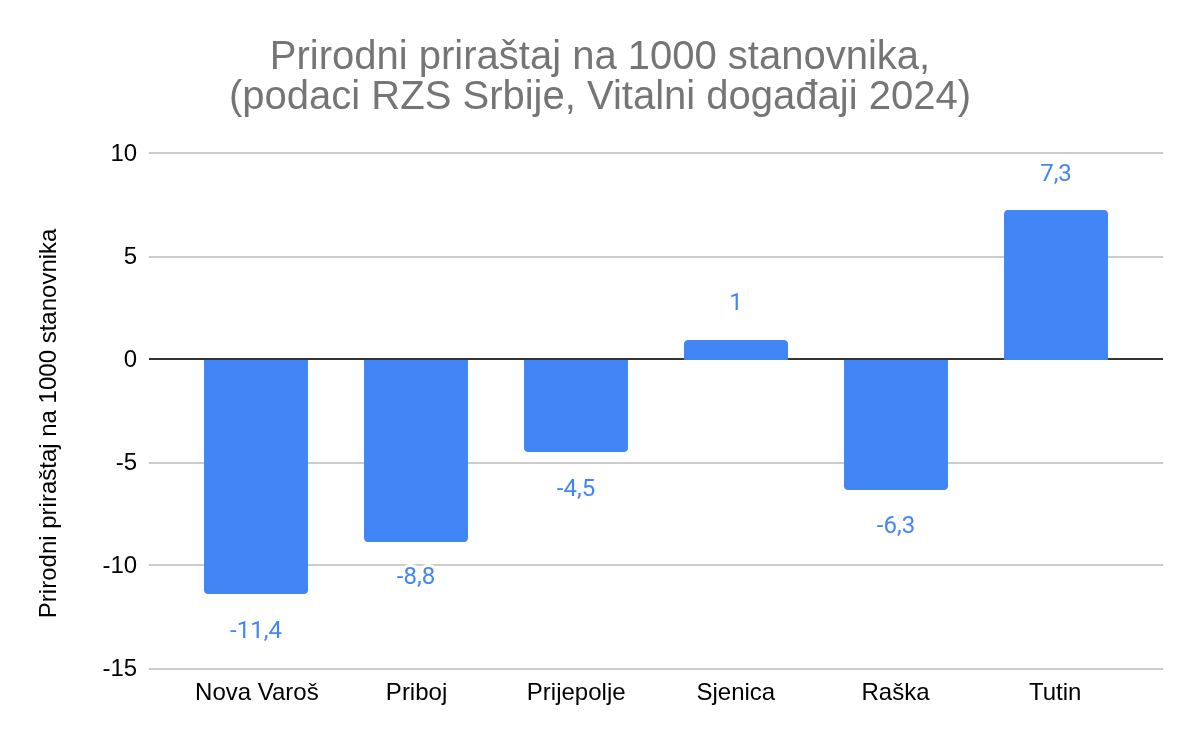 Prirodni priraštaj na 1000 stanovnika,
(podaci RZS Srbije, Vitalni događaji 2024)
Prirodni priraštaj na 1000 stanovnika
10
5
0
-5
-10
-15
-11,4
-8,8
-4,5
1
-6,3
7,3
Nova Varoš
Priboj
Prijepolje
Sjenica
Raška
Tutin